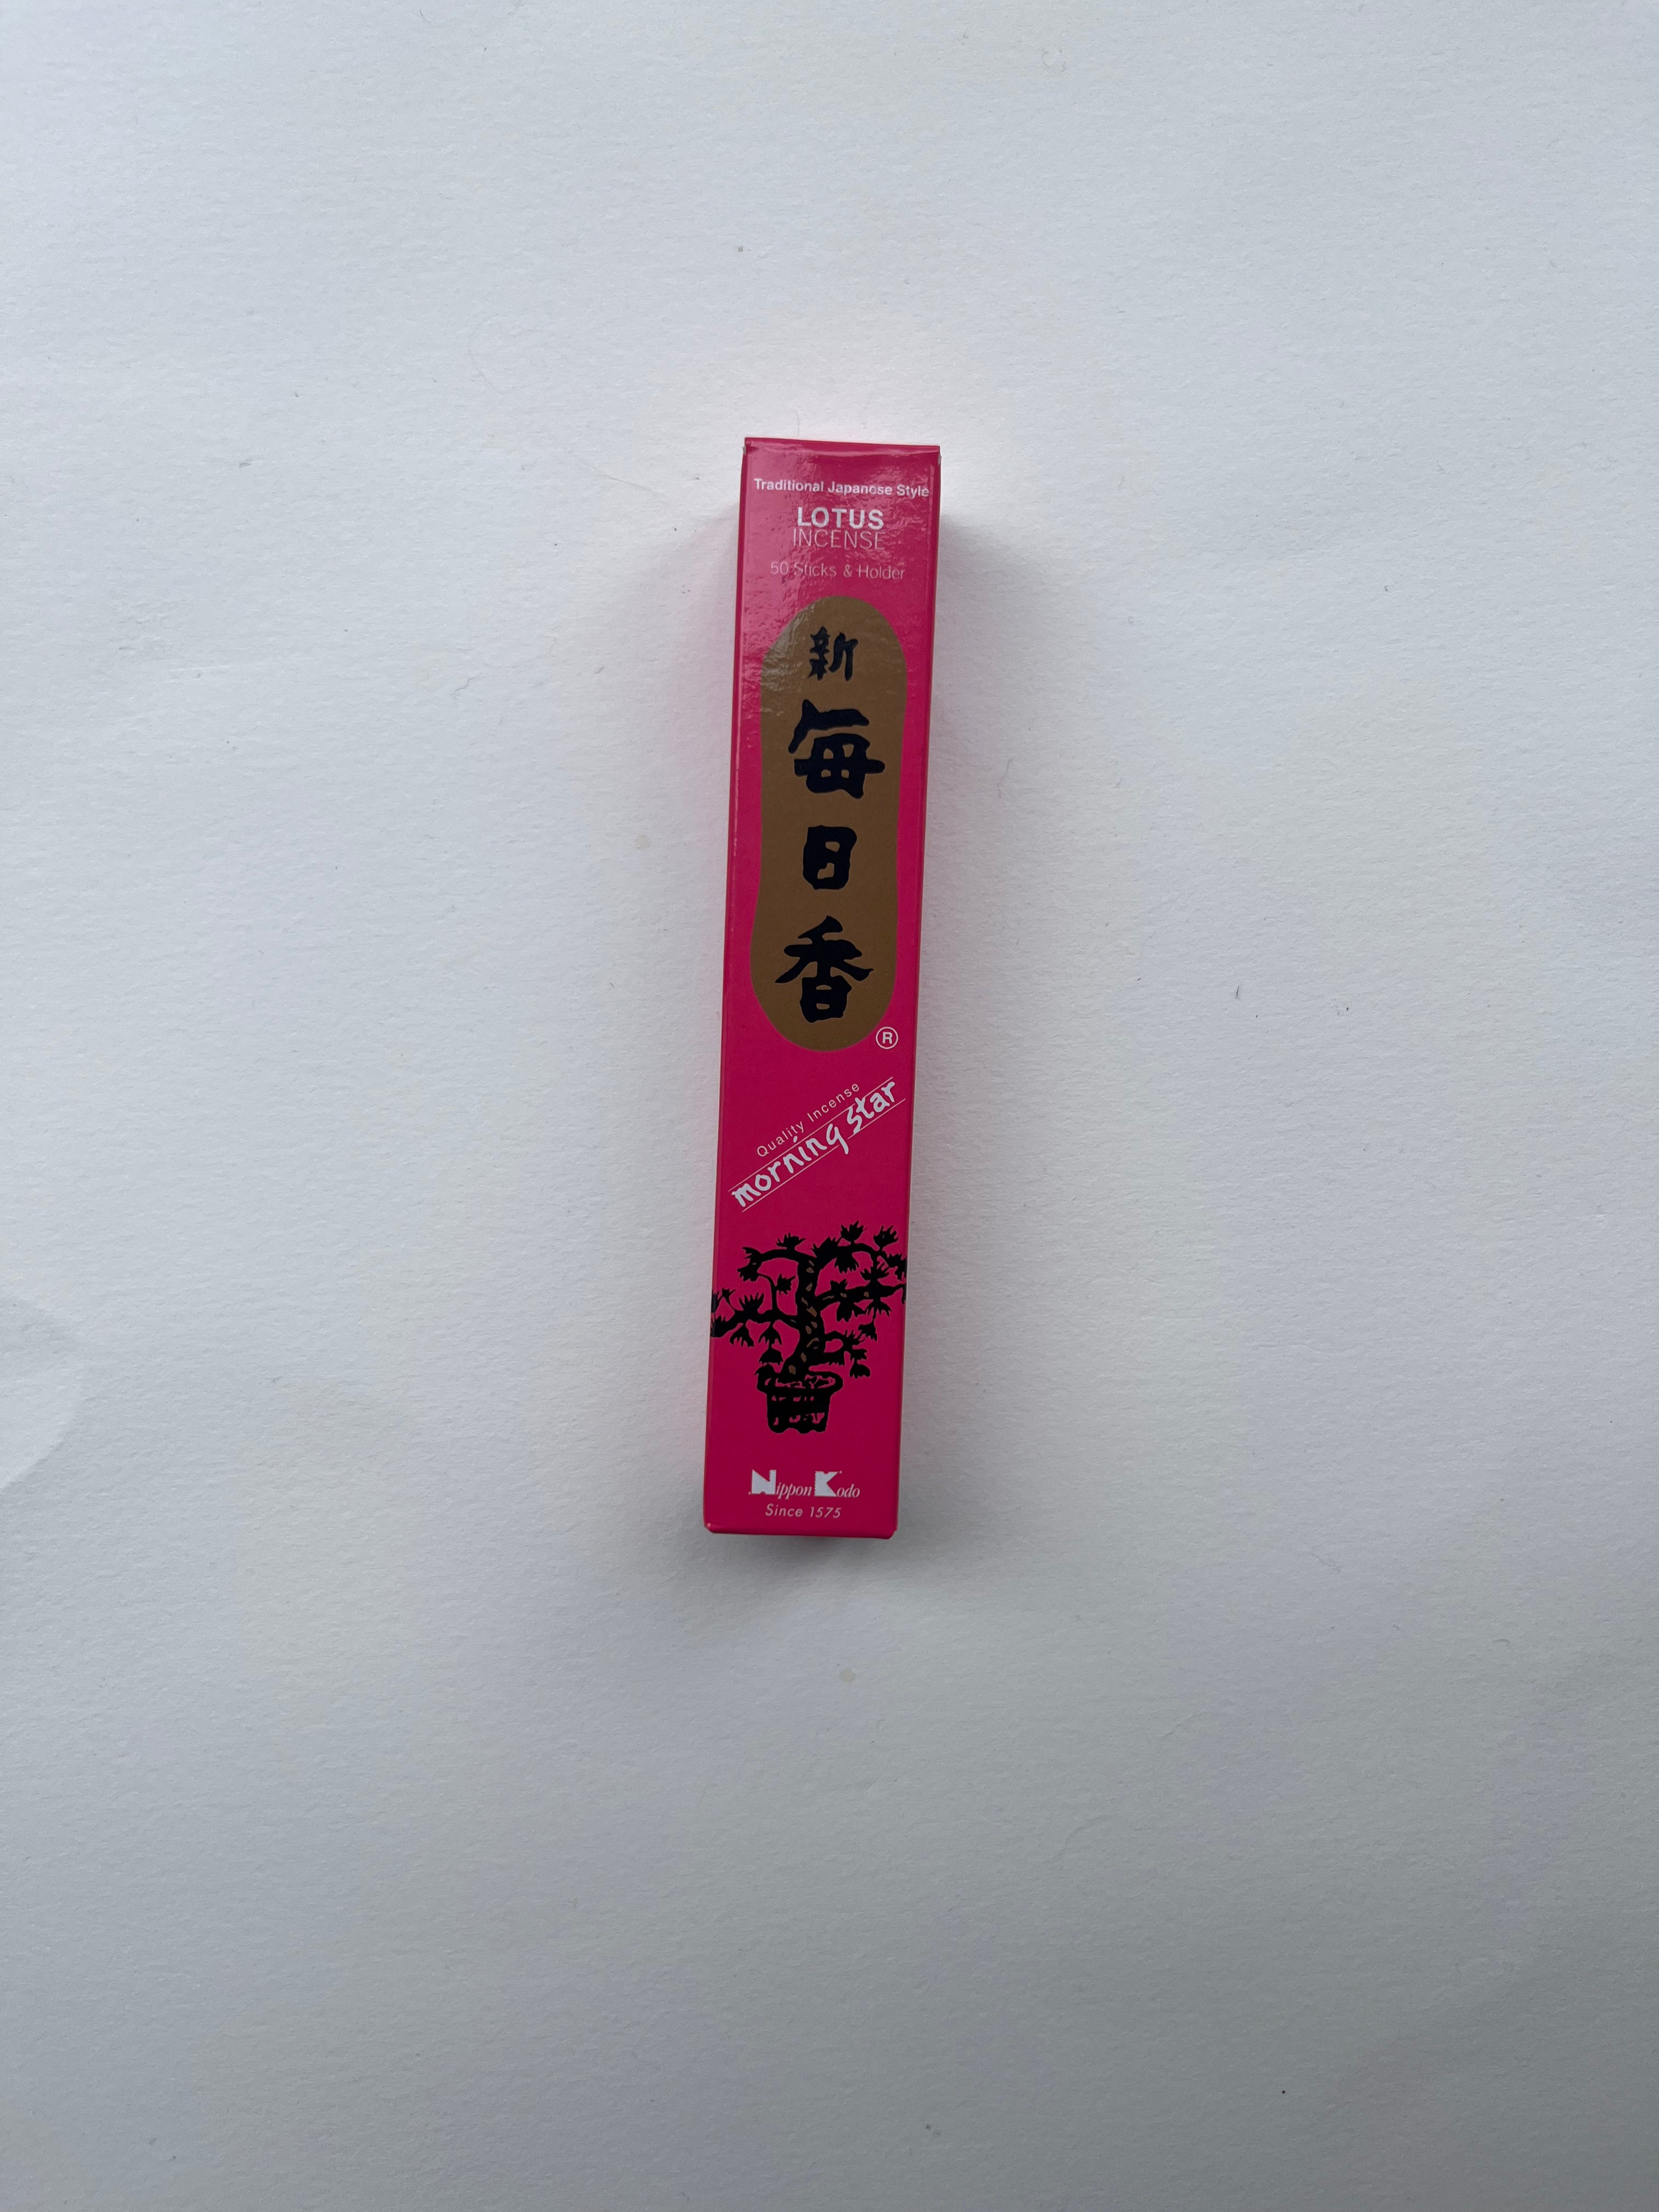 Traditional Japanese Style
LOTUS
INCENSE
50 Sticks & Holder
新
毎
日
香
®
Quality Incense
morning star
Nippon Kodo
Since 1575